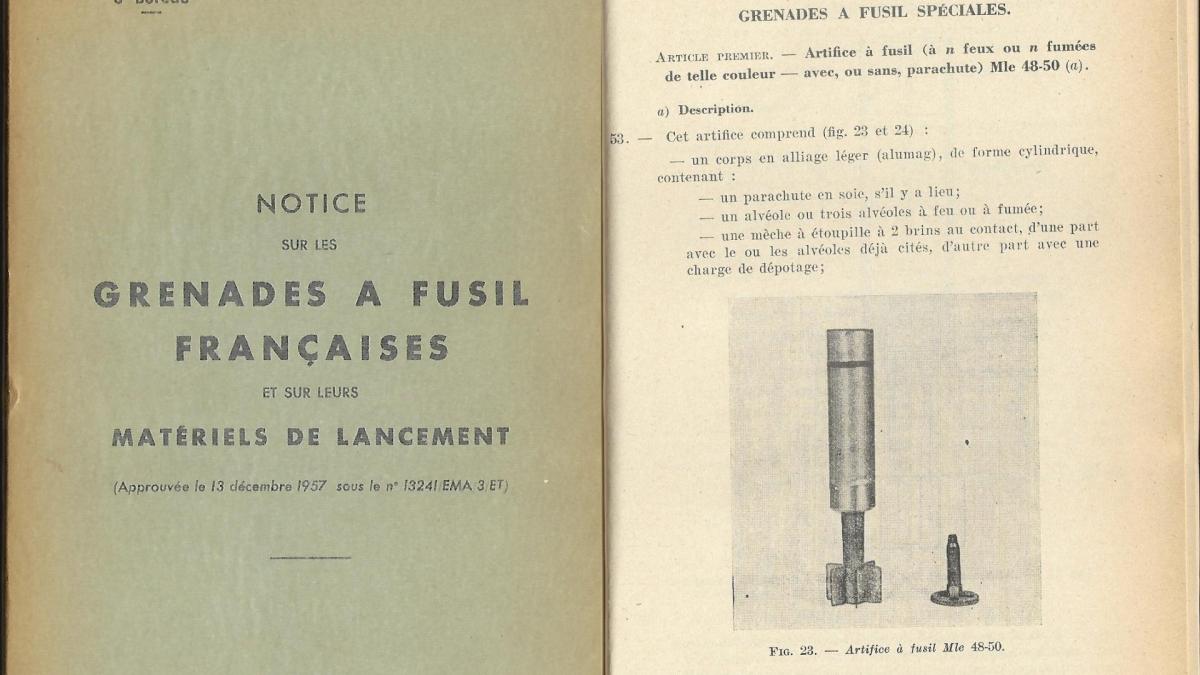 Bureau
NOTICE
SUR LES
GRENADES A FUSIL
FRANÇAISES
ET SUR LEURS
MATÉRIELS DE LANCEMENT
(Approuvée le 13 décembre 1957 sous le n° 13241/EMA/3/ET)
GRENADES A FUSIL SPÉCIALES.
ARTICLE PREMIER. — Artifice à fusil (à n feux ou n fumées
de telle couleur — avec, ou sans, parachute) Mle 48-50 (a).
a) Description.
53. — Cet artifice comprend (fig. 23 et 24) :
— un corps en alliage léger (alumag), de forme cylindrique,
contenant :
— un parachute en soie, s'il y a lieu;
— un alvéole ou trois alvéoles à feu ou à fumée;
— une mèche à étoupille à 2 brins au contact, d'une part
avec le ou les alvéoles déjà cités, d'autre part avec une
charge de dépotage;
FIG. 23. — Artifice à fusil Mle 48-50.